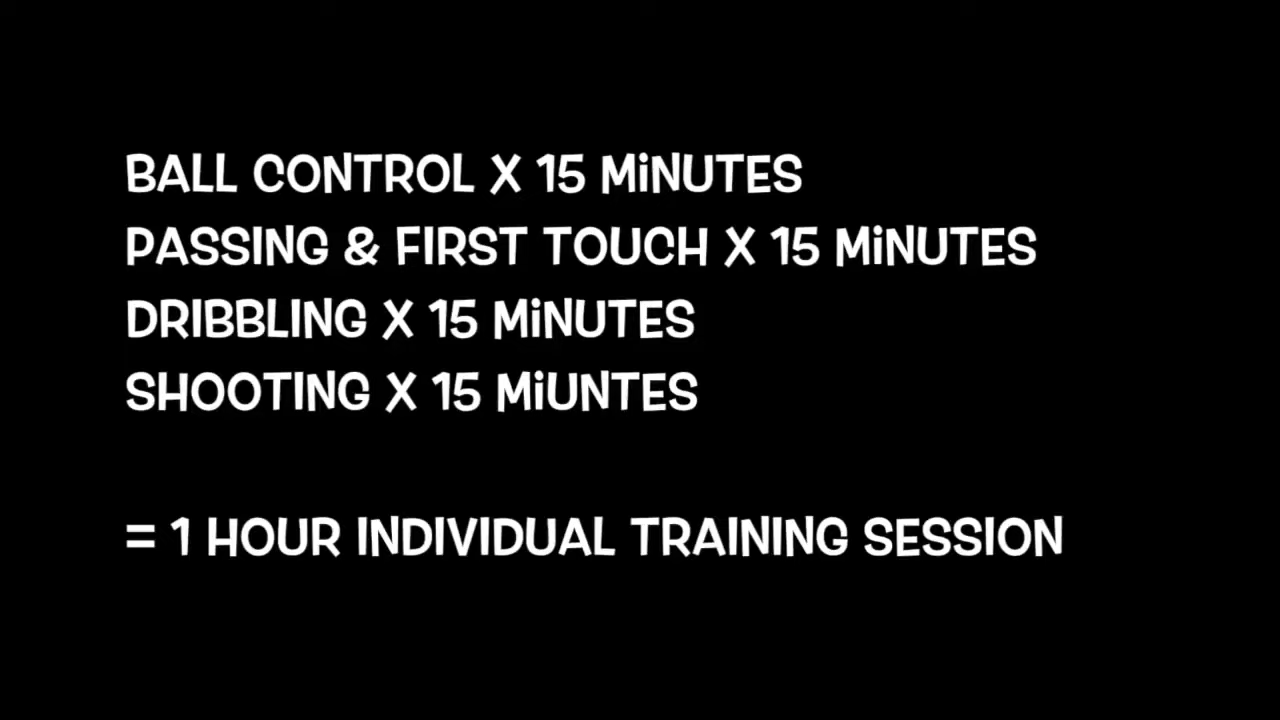 BALL CONTROL X 15 MiNUTES
PASSING & FIRST TOUCH X 15 MiNUTES
DRIBBLING X 15 MiNUTES
SHOOTING X 15 MiUNTES
= 1 HOUR INDIVIDUAL TRAINING SESSION